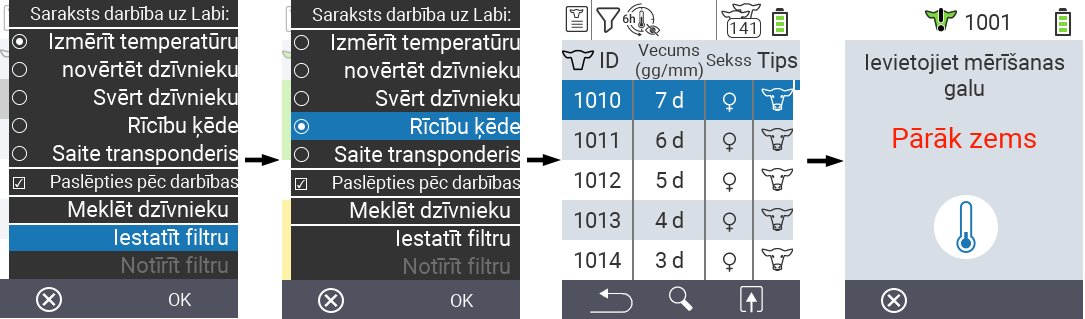 Saraksts darbība uz Labi:
Izmērīt temperatūru
novērtēt dzīvnieku
Svērt dzīvnieku
Rīcību ķēde
Saite transponderis
Paslēpties pēc darbības
Meklēt dzīvnieku
Iestatīt filtru
Notīrīt filtru
OK
Saraksts darbība uz Labi:
Izmērīt temperatūru
novērtēt dzīvnieku
Svērt dzīvnieku
Rīcību ķēde
Saite transponderis
Paslēpties pēc darbības
Meklēt dzīvnieku
Iestatīt filtru
Notīrīt filtru
OK
6h 141
ID Vecums (gg/mm) Sekss Tips
1010 7 d
1011 6 d
1012 5 d
1013 4 d
1014 3 d
1001
Ievietojiet mērīšanas
galu
Pārāk zems